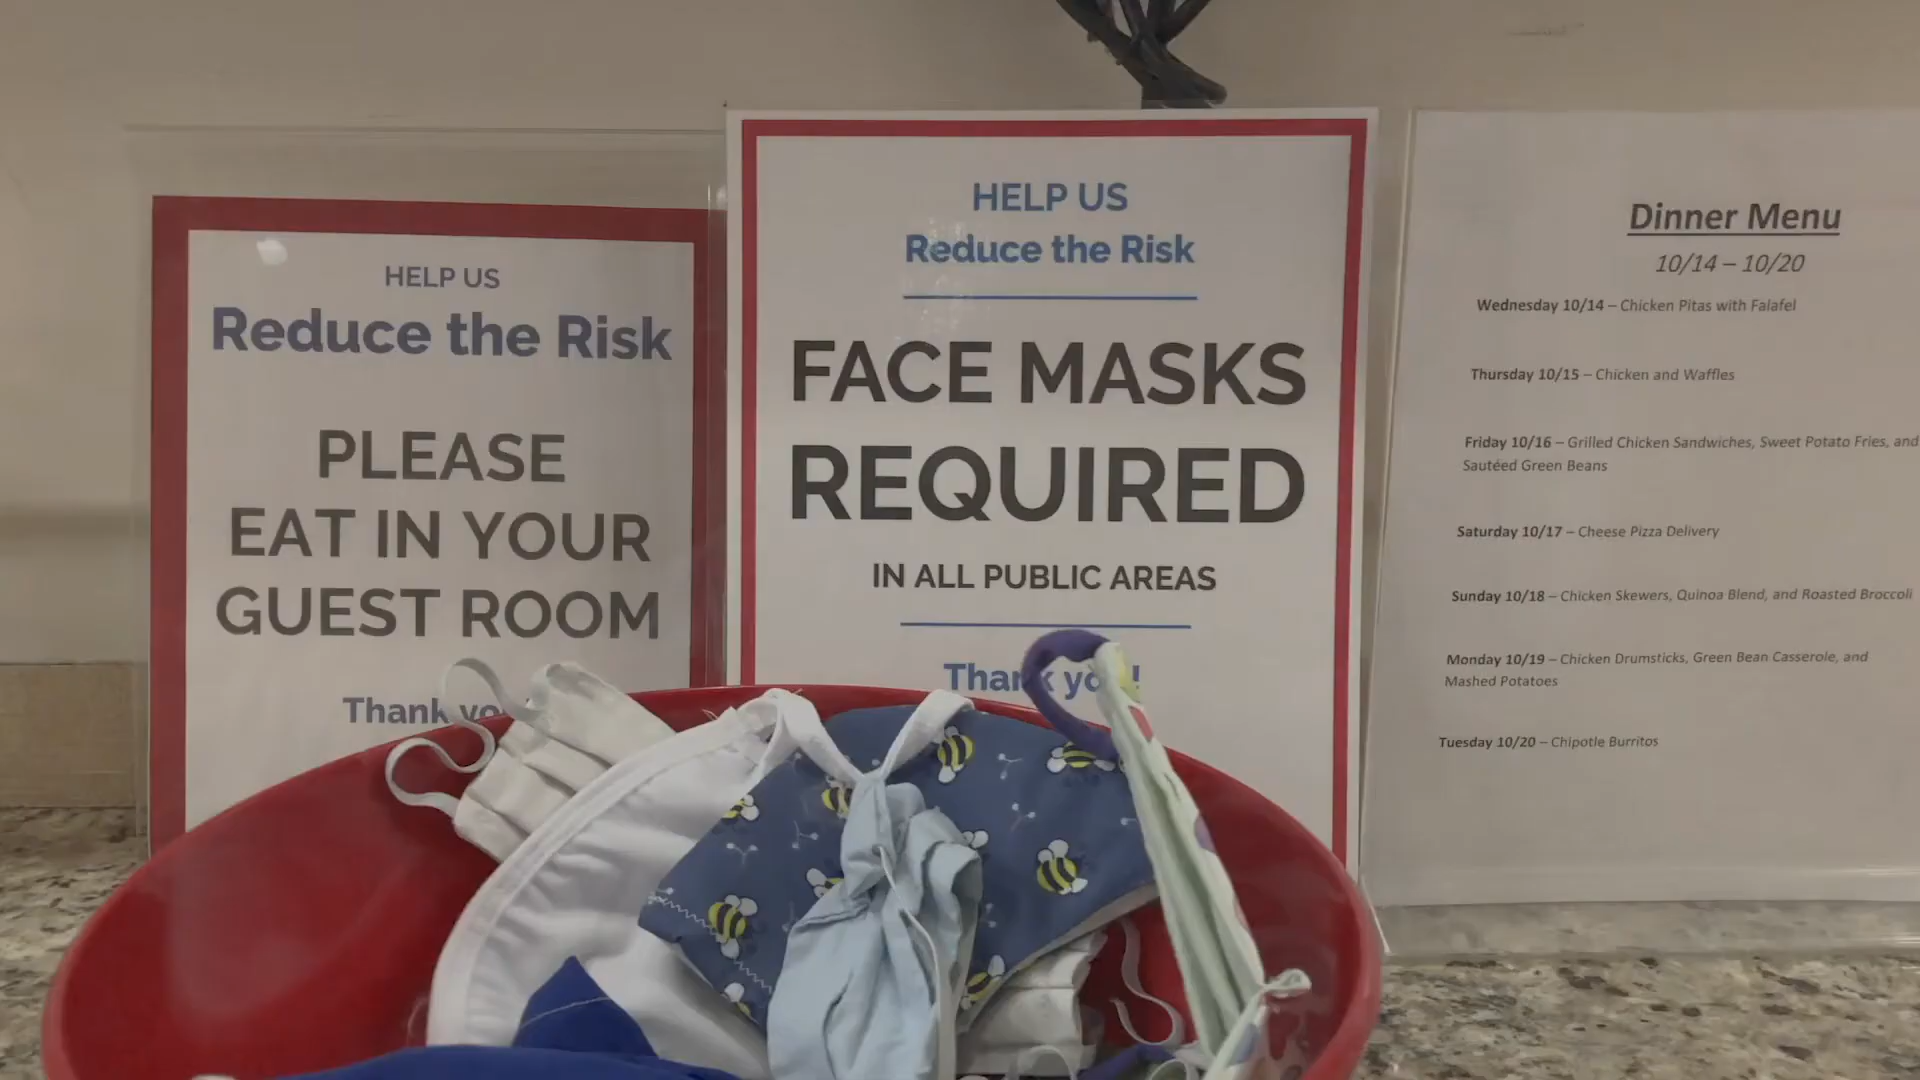 HELP US
Reduce the Risk
PLEASE
EAT IN YOUR
GUEST ROOM
Thank
HELP US
Reduce the Risk
FACE MASKS
REQUIRED
IN ALL PUBLIC AREAS
Thank you!
Dinner Menu
10/14 – 10/20
Wednesday 10/14 – Chicken Pitas with Falafel
Thursday 10/15 – Chicken and Waffles
Friday 10/16 – Grilled Chicken Sandwiches, Sweet Potato Fries, and
Sautéed Green Beans
Saturday 10/17 – Cheese Pizza Delivery
Sunday 10/18 – Chicken Skewers, Quinoa Blend, and Roasted Broccoli
Monday 10/19 – Chicken Drumsticks, Green Bean Casserole, and
Mashed Potatoes
Tuesday 10/20 – Chipotle Burritos